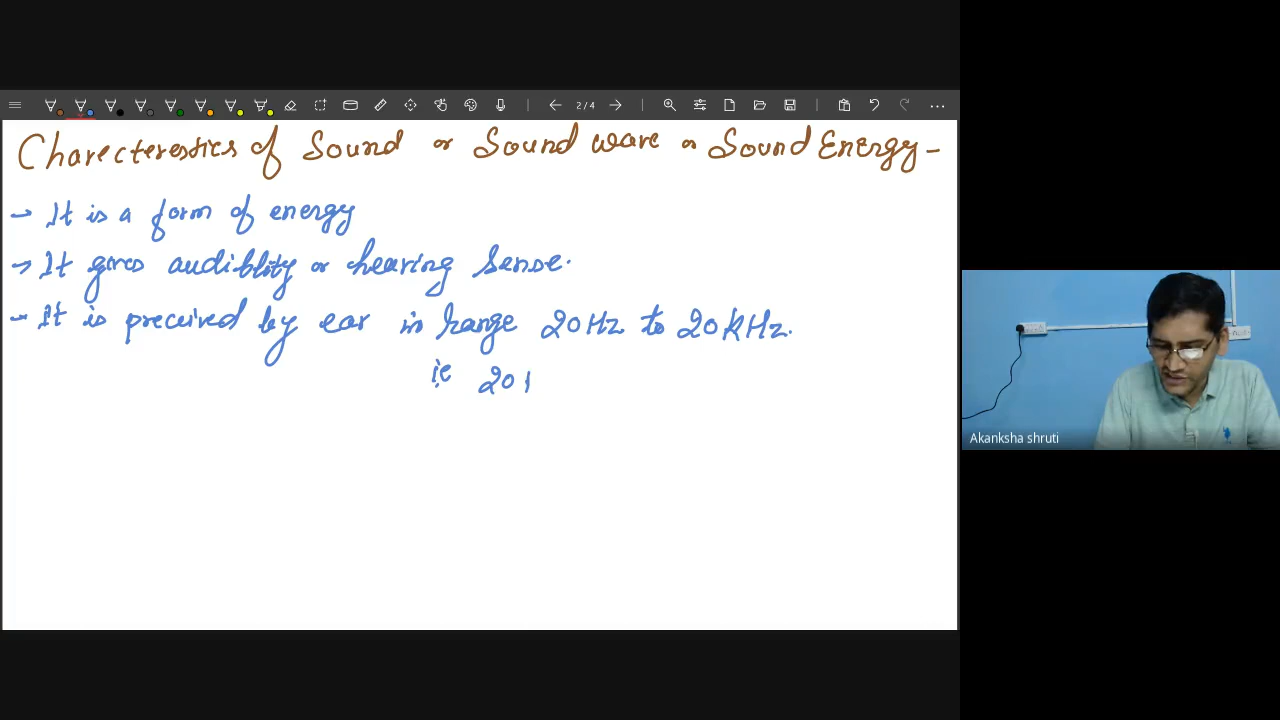 2/4
Charecterestics of Sound or Sound wave or Sound Energy -
→ It is a form of energy
→ It gives audiblity or hearing sense.
→ It is preceived by ear in range 20Hz to 20kHz.
ie 20
Akanksha shruti